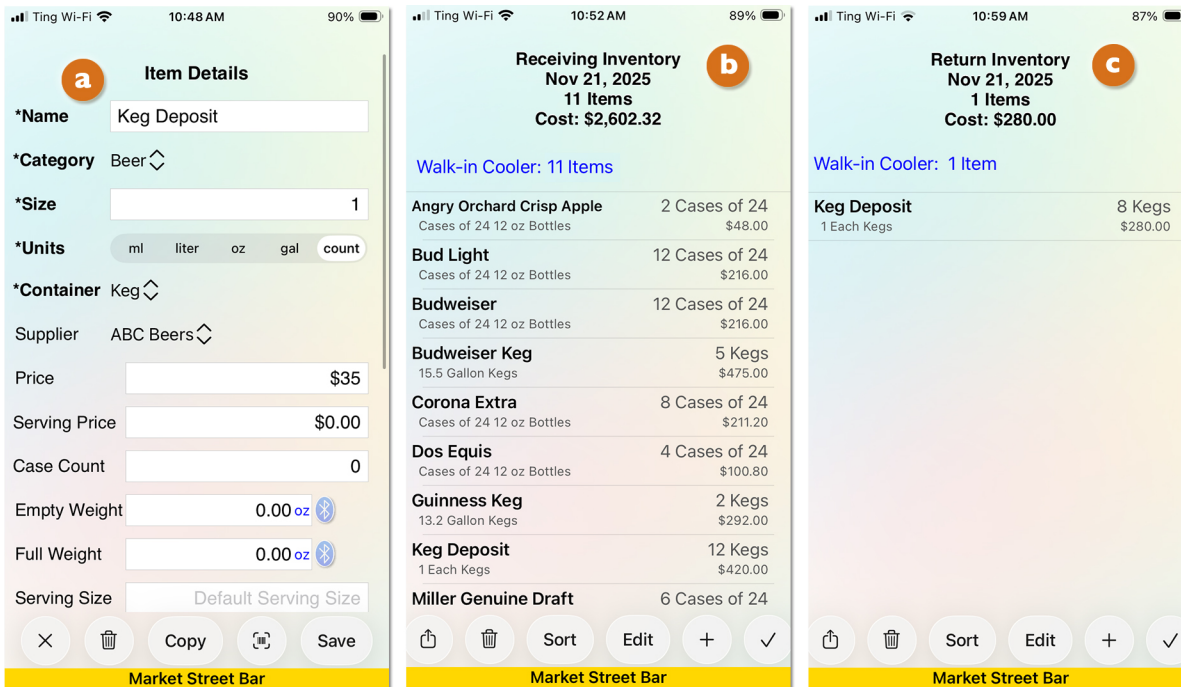 Ting Wi-Fi 10:48 AM 90%
a
Item Details
*Name Keg Deposit
*Category Beer
*Size 1
*Units ml liter oz gal count
*Container Keg
Supplier ABC Beers
Price $35
Serving Price $0.00
Case Count 0
Empty Weight 0.00 oz
Full Weight 0.00 oz
Serving Size Default Serving Size
Copy Save
Market Street Bar
Ting Wi-Fi 10:52 AM 89%
b
Receiving Inventory
Nov 21, 2025
11 Items
Cost: $2,602.32
Walk-in Cooler: 11 Items
Angry Orchard Crisp Apple 2 Cases of 24
Cases of 24 12 oz Bottles $48.00
Bud Light 12 Cases of 24
Cases of 24 12 oz Bottles $216.00
Budweiser 12 Cases of 24
Cases of 24 12 oz Bottles $216.00
Budweiser Keg 5 Kegs
15.5 Gallon Kegs $475.00
Corona Extra 8 Cases of 24
Cases of 24 12 oz Bottles $211.20
Dos Equis 4 Cases of 24
Cases of 24 12 oz Bottles $100.80
Guinness Keg 2 Kegs
13.2 Gallon Kegs $292.00
Keg Deposit 12 Kegs
1 Each Kegs $420.00
Miller Genuine Draft 6 Cases of 24
Sort Edit
Market Street Bar
Ting Wi-Fi 10:59 AM 87%
c
Return Inventory
Nov 21, 2025
1 Items
Cost: $280.00
Walk-in Cooler: 1 Item
Keg Deposit 8 Kegs
1 Each Kegs $280.00
Sort Edit
Market Street Bar